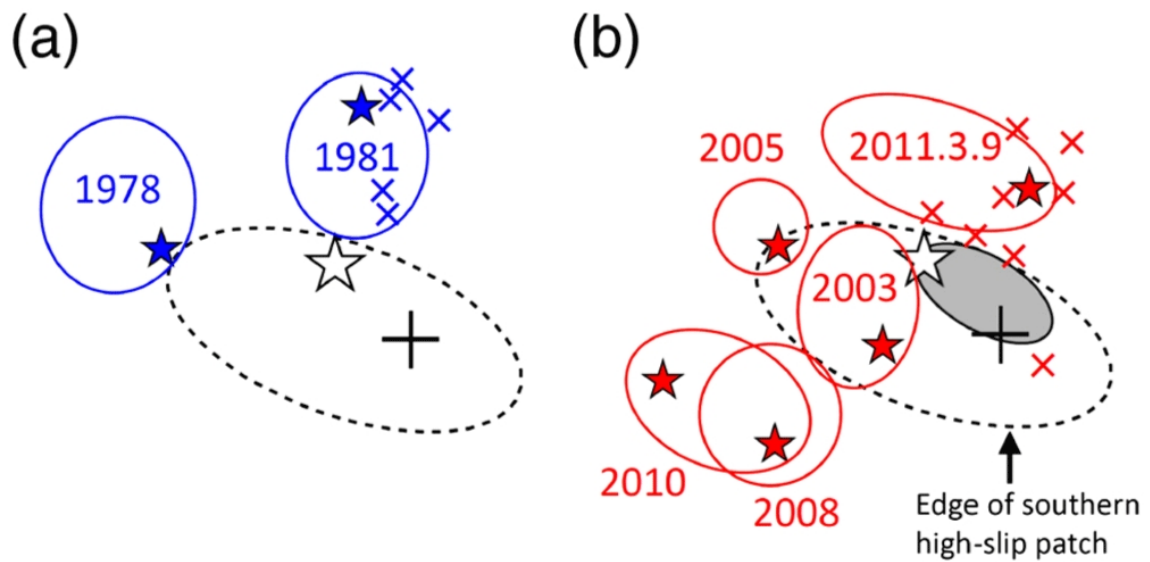 (a)
1978
1981
(b)
2005
2011.3.9
2003
2010
2008
Edge of southern
high-slip patch